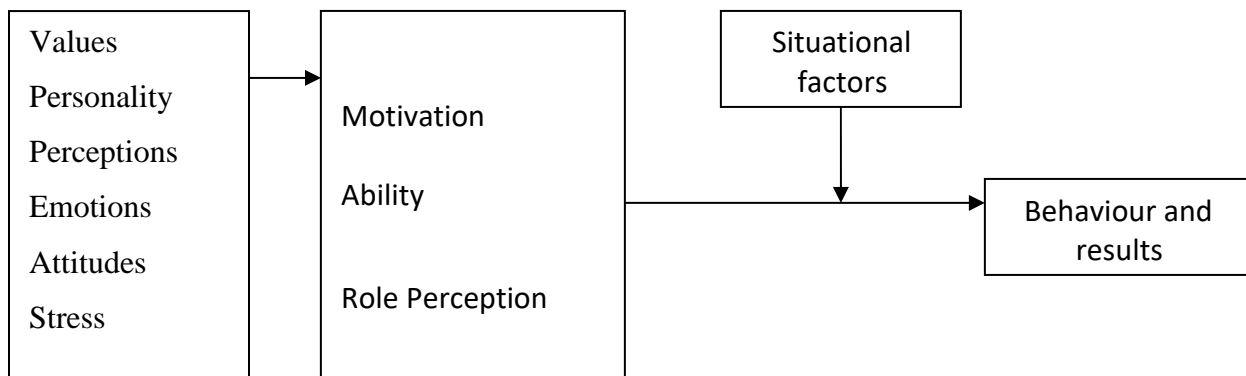 Values
Personality
Perceptions
Emotions
Attitudes
Stress
Motivation
Ability
Role Perception
Situational
factors
Behaviour and
results